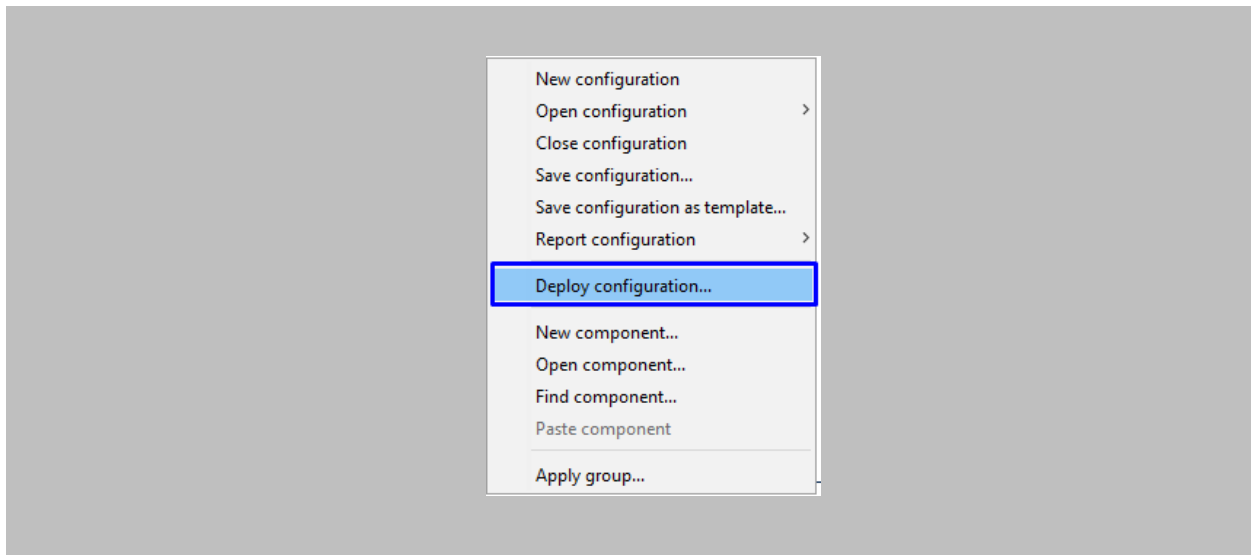 New configuration
Open configuration
Close configuration
Save configuration...
Save configuration as template...
Report configuration
Deploy configuration...
New component...
Open component...
Find component...
Paste component
Apply group...